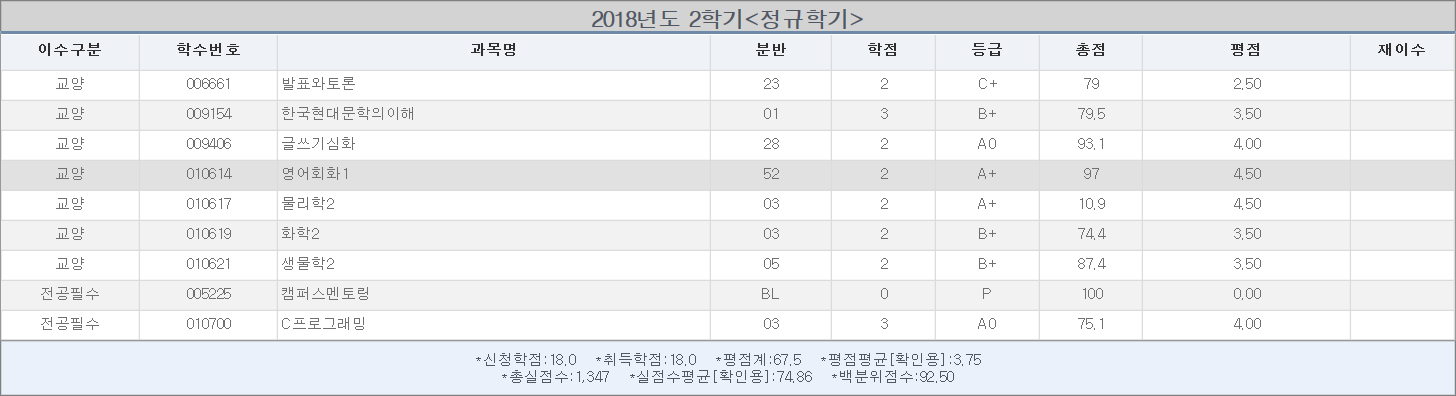 2018년도 2학기<정규학기>
이수구분 학수번호 과목명 분반 학점 등급 총점 평점 재이수
교양 006661 발표와토론 23 2 C+ 79 2.50
교양 009154 한국현대문학의이해 01 3 B+ 79.5 3.50
교양 009406 글쓰기심화 28 2 A0 93.1 4.00
교양 010614 영어회화1 52 2 A+ 97 4.50
교양 010617 물리학2 03 2 A+ 10.9 4.50
교양 010619 화학2 03 2 B+ 74.4 3.50
교양 010621 생물학2 05 2 B+ 87.4 3.50
전공필수 005225 캠퍼스멘토링 BL 0 P 100 0.00
전공필수 010700 C프로그래밍 03 3 A0 75.1 4.00
*신청학점:18.0 *취득학점:18.0 *평점계:67.5 *평점평균[확인용]:3.75
*총실점수:1,347 *실점수평균[확인용]:74.86 *백분위점수:92.50